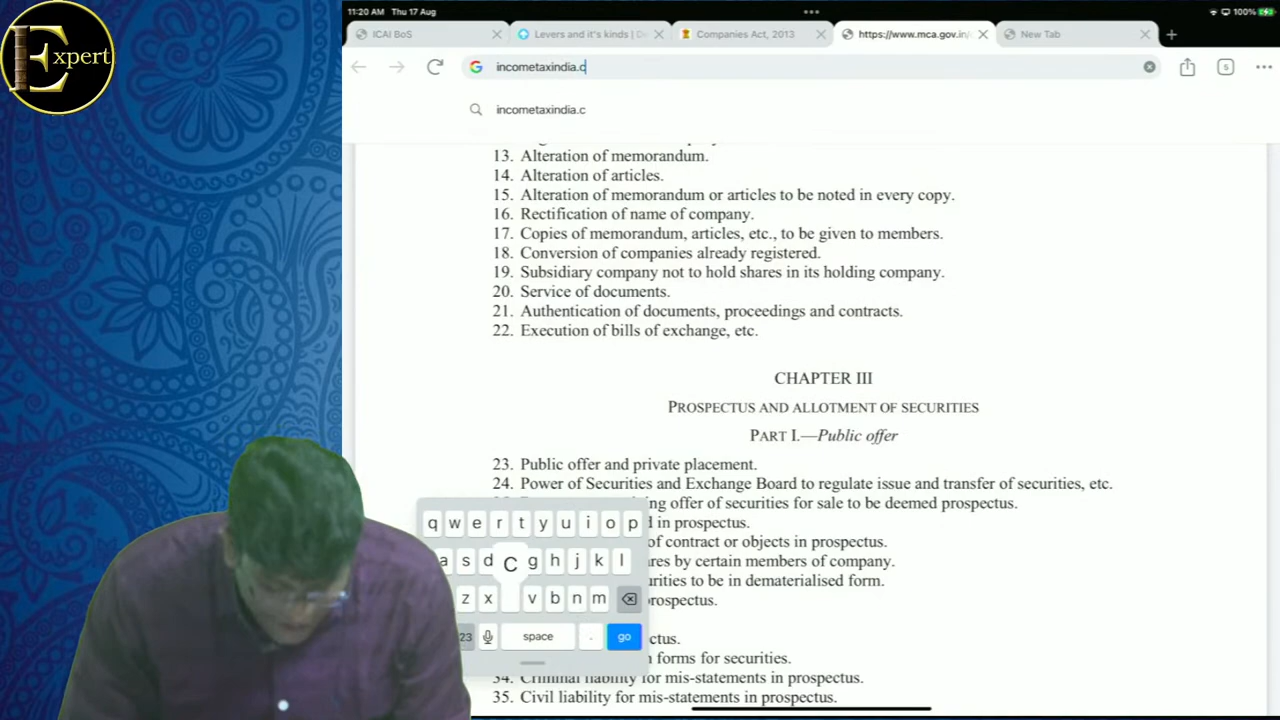 Expert
11:20 AM Thu 17 Aug
100%
ICAI BoS
Levers and it's kinds | De
Companies Act, 2013
https://www.mca.gov.in/
New Tab
incometaxindia.c
5
incometaxindia.c
13. Alteration of memorandum.
14. Alteration of articles.
15. Alteration of memorandum or articles to be noted in every copy.
16. Rectification of name of company.
17. Copies of memorandum, articles, etc., to be given to members.
18. Conversion of companies already registered.
19. Subsidiary company not to hold shares in its holding company.
20. Service of documents.
21. Authentication of documents, proceedings and contracts.
22. Execution of bills of exchange, etc.
CHAPTER III
PROSPECTUS AND ALLOTMENT OF SECURITIES
PART I.—Public offer
23. Public offer and private placement.
24. Power of Securities and Exchange Board to regulate issue and transfer of securities, etc.
offer of securities for sale to be deemed prospectus.
in prospectus.
of contract or objects in prospectus.
by certain members of company.
to be in dematerialised form.
prospectus.
forms for securities.
34. Criminal liability for mis-statements in prospectus.
35. Civil liability for mis-statements in prospectus.
q w e r t y u i o p
a s d C g h j k l
z x v b n m
23 space . go